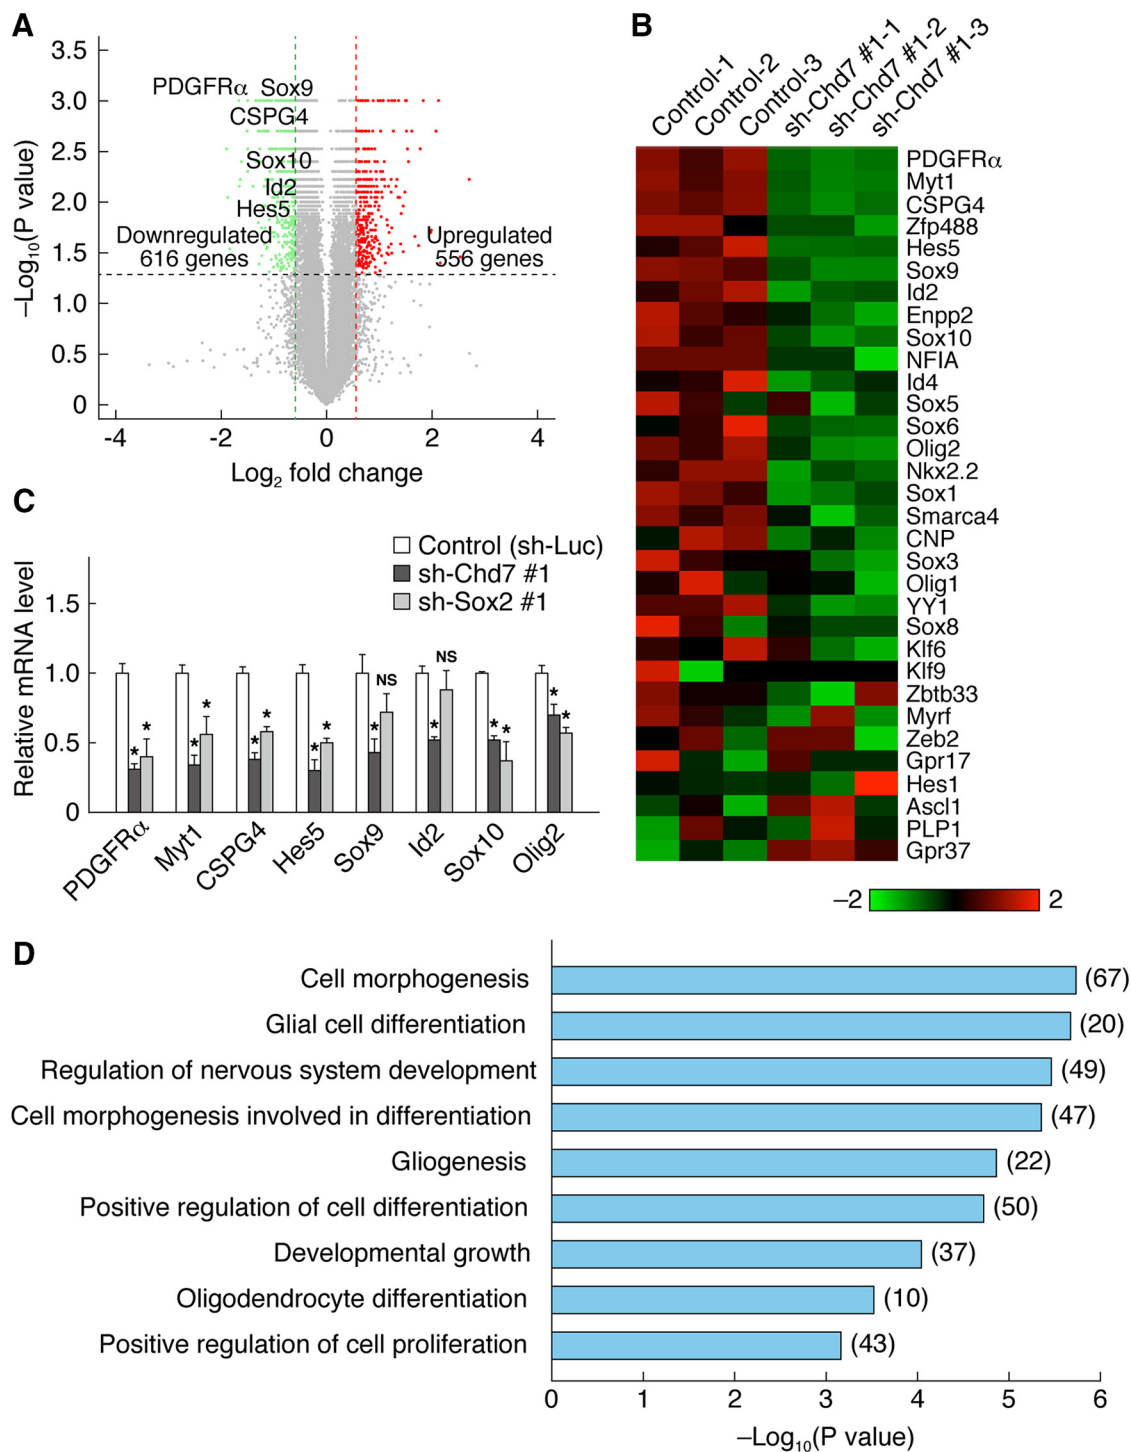 A
3.5
3.0
2.5
2.0
1.5
1.0
0.5
0
–Log10(P value)
PDGFRα Sox9
CSPG4
Sox10
Id2
Hes5
Downregulated
616 genes
Upregulated
556 genes
-4 -2 0 2 4
Log2 fold change
B
Control-1
Control-2
Control-3
sh-Chd7 #1-1
sh-Chd7 #1-2
sh-Chd7 #1-3
PDGFRα
Myt1
CSPG4
Zfp488
Hes5
Sox9
Id2
Enpp2
Sox10
NFIA
Id4
Sox5
Sox6
Olig2
Nkx2.2
Sox1
Smarca4
CNP
Sox3
Olig1
YY1
Sox8
Klf6
Klf9
Zbtb33
Myrf
Zeb2
Gpr17
Hes1
Ascl1
PLP1
Gpr37
–2 2
C
Control (sh-Luc)
sh-Chd7 #1
sh-Sox2 #1
Relative mRNA level
1.5
1.0
0.5
0
* * * * * * * * * NS * NS * * * *
PDGFRα
Myt1
CSPG4
Hes5
Sox9
Id2
Sox10
Olig2
D
Cell morphogenesis (67)
Glial cell differentiation (20)
Regulation of nervous system development (49)
Cell morphogenesis involved in differentiation (47)
Gliogenesis (22)
Positive regulation of cell differentiation (50)
Developmental growth (37)
Oligodendrocyte differentiation (10)
Positive regulation of cell proliferation (43)
0 1 2 3 4 5 6
–Log10(P value)